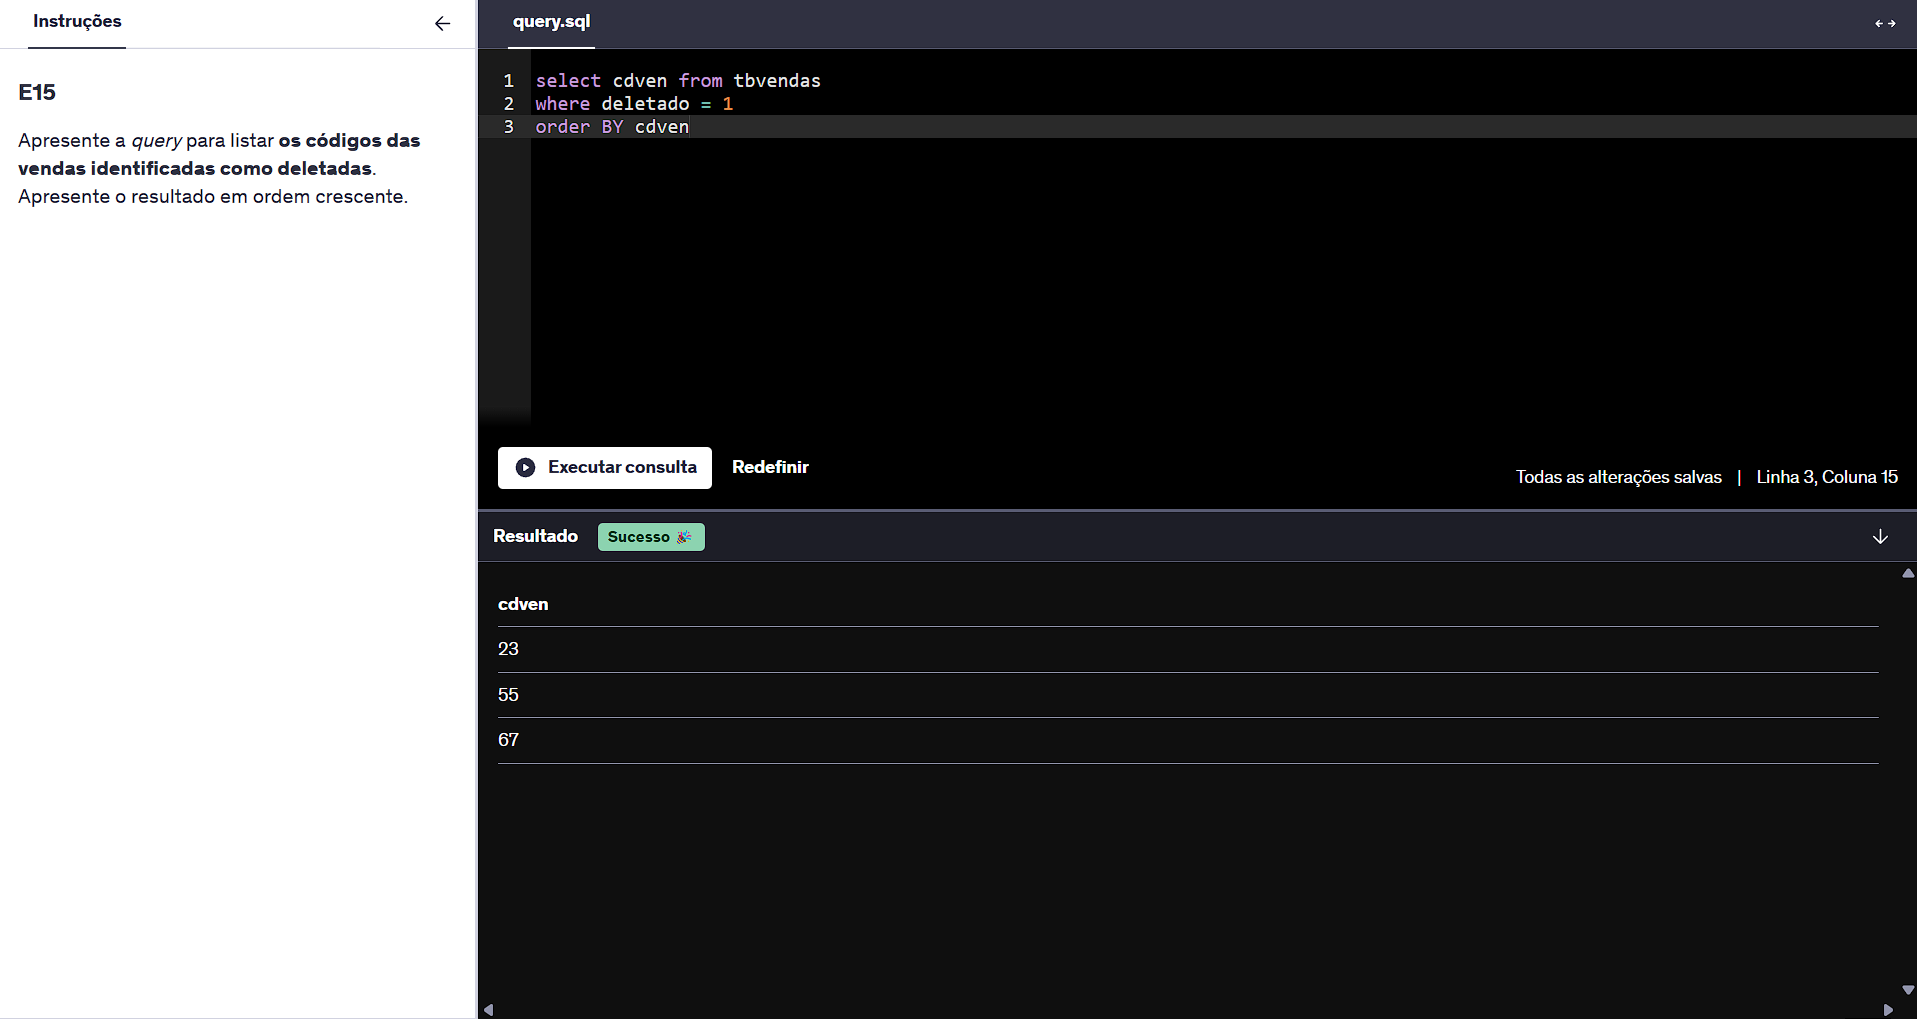 Instruções
E15
Apresente a query para listar os códigos das
vendas identificadas como deletadas.
Apresente o resultado em ordem crescente.
query.sql
1 select cdven from tbvendas
2 where deletado = 1
3 order BY cdven
Executar consulta
Redefinir
Todas as alterações salvas | Linha 3, Coluna 15
Resultado
Sucesso 🎉
cdven
23
55
67